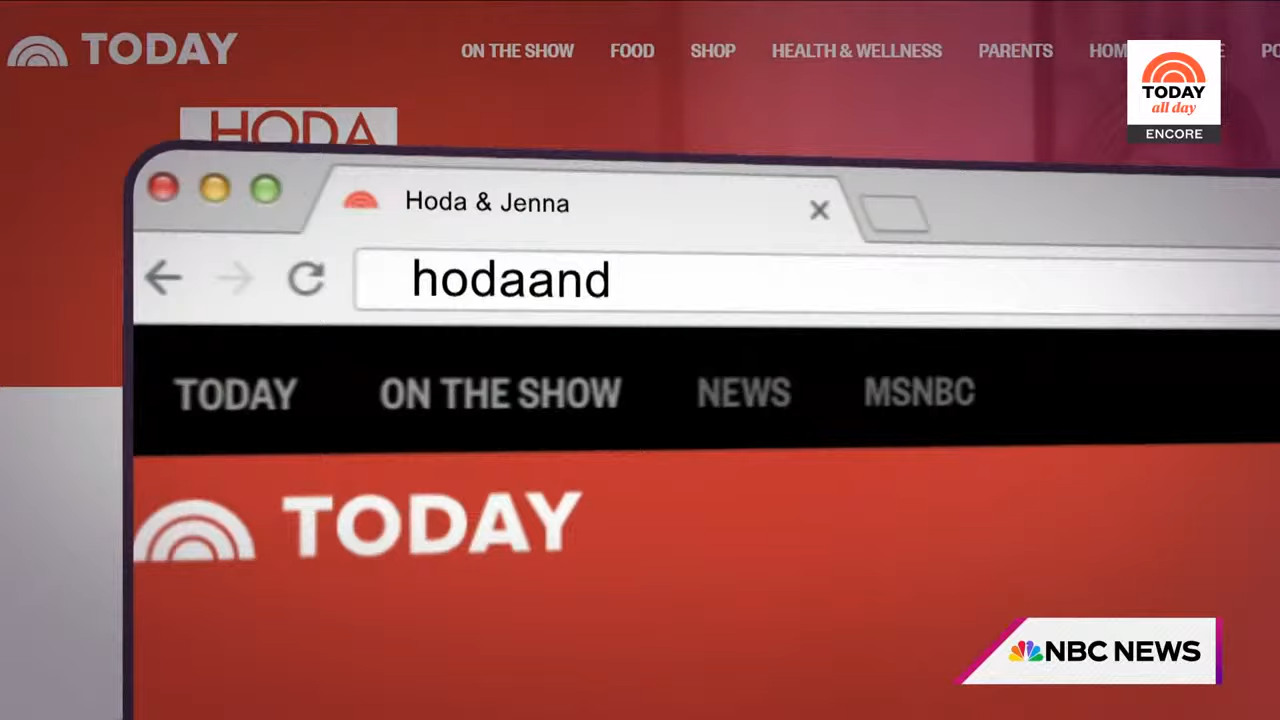 TODAY
ON THE SHOW FOOD SHOP HEALTH & WELLNESS PARENTS
TODAY
all day
ENCORE
HODA
Hoda & Jenna
hodaand
TODAY ON THE SHOW NEWS MSNBC
TODAY
NBC NEWS